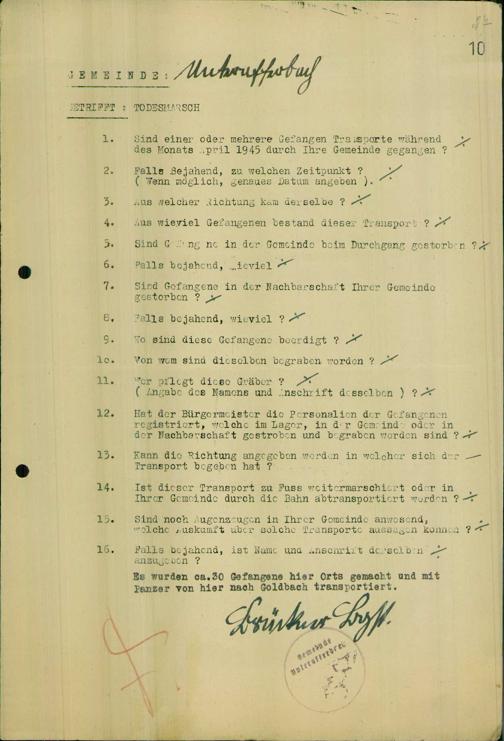 10
GEMEINDE: Unterafferbach
BETRIFFT : TODESMARSCH
1. Sind einer oder mehrere Gefangen Transporte während
des Monats April 1945 durch Ihre Gemeinde gegangen ? ÷
2. Falls Bejahend, zu welchen Zeitpunkt ?
( Wenn möglich, genaues Datum angeben ). ÷
3. Aus welcher Richtung kam derselbe ? ÷
4. Aus wieviel Gefangenen bestand dieser Transport ? ÷
5. Sind Gefangene in der Gemeinde beim Durchgang gestorben ? ÷
6. Falls bejahend, wieviel ÷
7. Sind Gefangene in der Nachbarschaft Ihrer Gemeinde
gestorben ? ÷
8. Falls bejahend, wieviel ? ÷
9. Wo sind diese Gefangene beerdigt ? ÷
10. Von wem sind dieselben begraben worden ? ÷
11. Wer pflegt diese Gräber ? ÷
( Angabe des Namens und Anschrift desselben ) ? ÷
12. Hat der Bürgermeister die Personalien der Gefangenen
registriert, welche im Lager, in der Gemeinde oder in
der Nachbarschaft gestroben und begraben worden sind ? ÷
13. Kann die Richtung angegeben werden in welcher sich der —
Transport begeben hat ?
14. Ist dieser Transport zu Fuss weitermarschiert oder in
Ihrer Gemeinde durch die Bahn abtransportiert worden ? ÷
15. Sind noch Augenzeugen in Ihrer Gemeinde anwesend,
welche Auskunft über solche Transporte aussagen können ? ÷
16. Falls bejahend, ist Name und Anschrift derselben ÷
anzugeben ?
Es wurden ca.30 Gefangene hier Orts gemacht und mit
Panzer von hier nach Goldbach transportiert.
Brückner Bgst.
Gemeinde
Unterafferbach